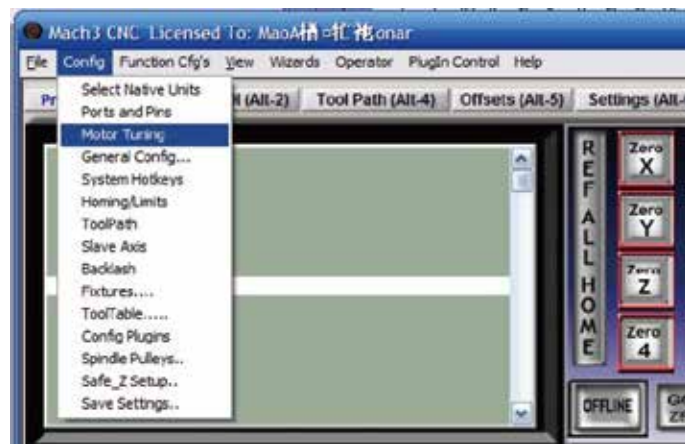 Mach3 CNC Licensed To:
File Config Function Cfg's View Wizards Operator PlugIn Control Help
(Alt-2) Tool Path (Alt-4) Offsets (Alt-5) Settings (Alt-
Select Native Units
Ports and Pins
Motor Tuning
General Config...
System Hotkeys
Homing/Limits
ToolPath
Slave Axis
Backlash
Fixtures....
ToolTable.....
Config Plugins
Spindle Pulleys..
Safe_Z Setup..
Save Settings..
REF ALL HOME
Zero X
Zero Y
Zero Z
Zero 4
OFFLINE